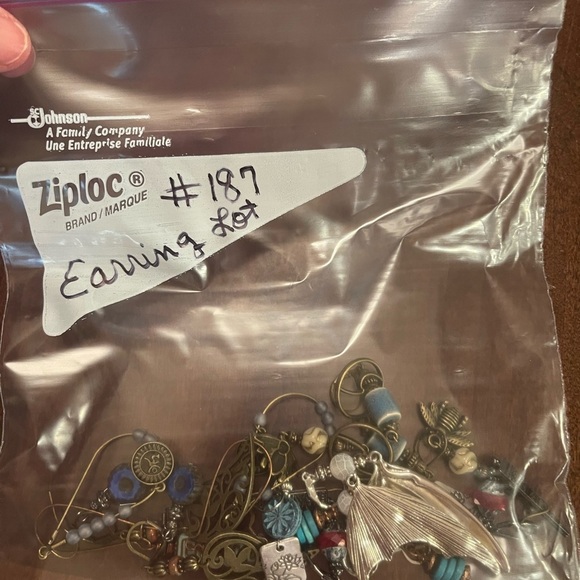 SC Johnson
A Family Company
Une Entreprise Familiale
Ziploc®
BRAND / MARQUE
#187
Earring Lot